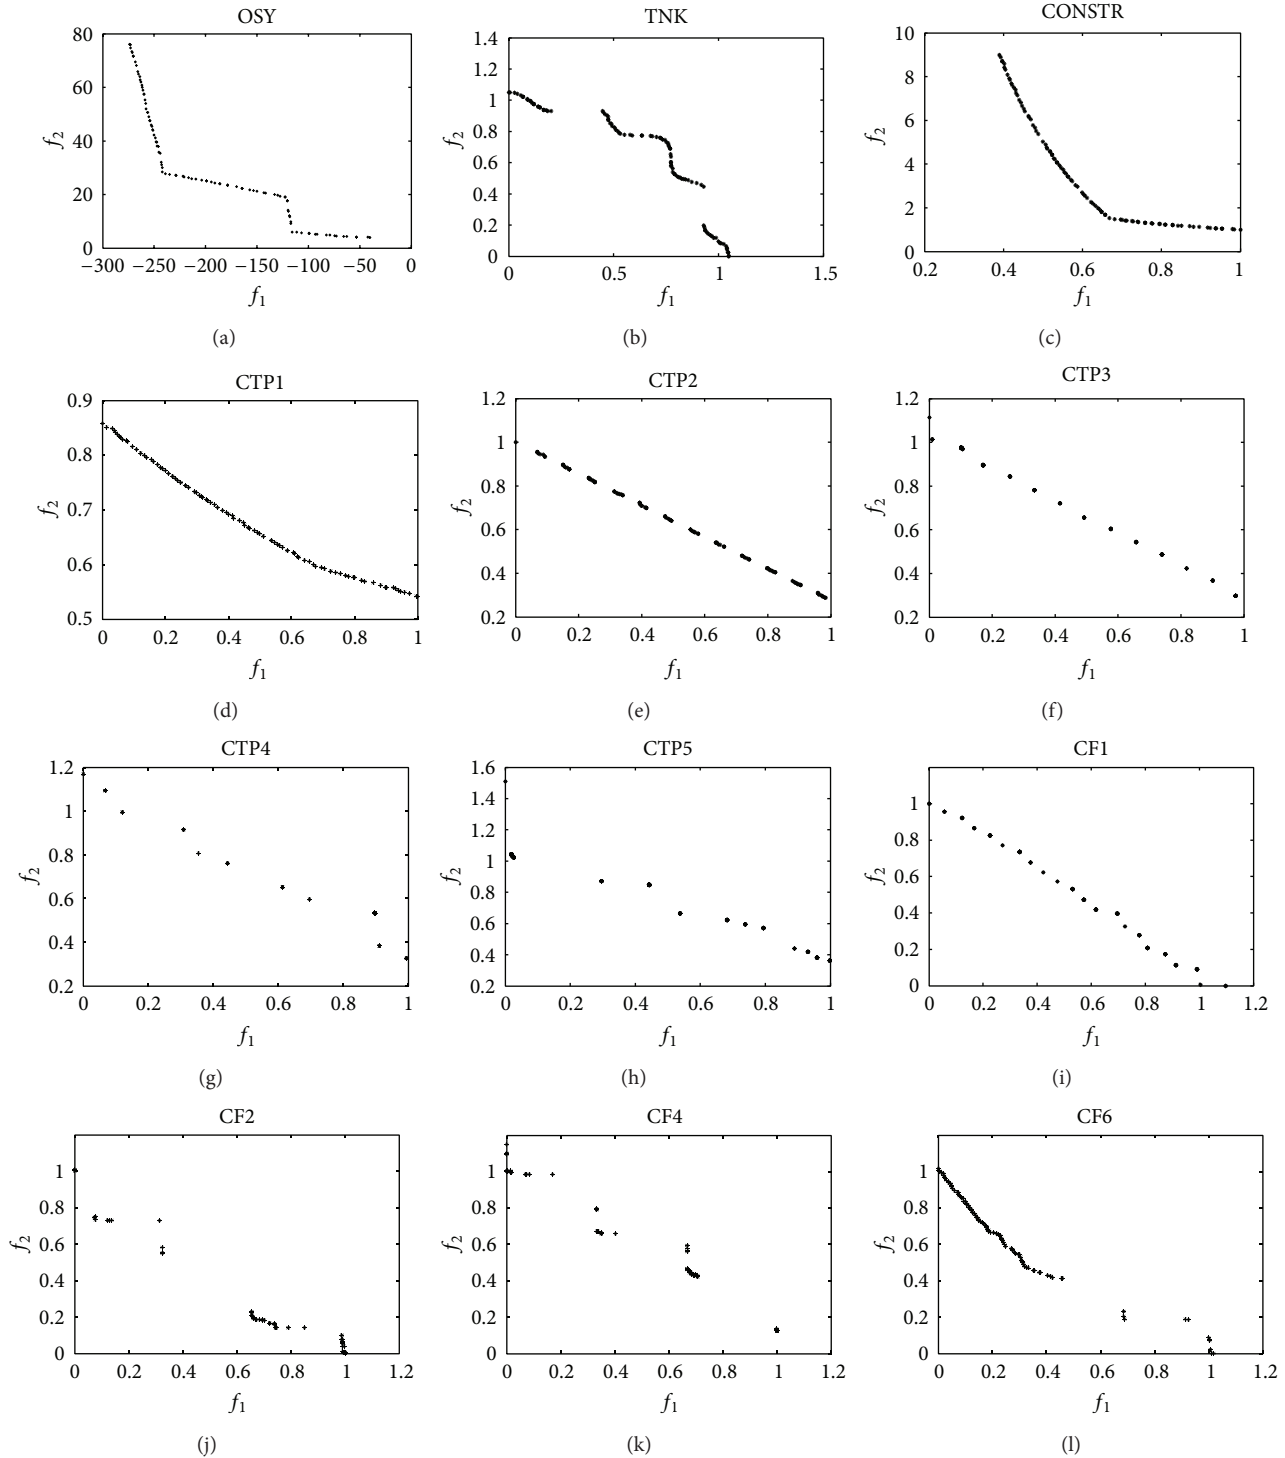 OSY
80
60
40
20
0
f2
−300 −250 −200 −150 −100 −50 0
f1
(a)
TNK
1.4
1.2
1
0.8
0.6
0.4
0.2
0
f2
0 0.5 1 1.5
f1
(b)
CONSTR
10
8
6
4
2
0
f2
0.2 0.4 0.6 0.8 1
f1
(c)
CTP1
0.9
0.8
0.7
0.6
0.5
f2
0 0.2 0.4 0.6 0.8 1
f1
(d)
CTP2
1.2
1
0.8
0.6
0.4
0.2
f2
0 0.2 0.4 0.6 0.8 1
f1
(e)
CTP3
1.2
1
0.8
0.6
0.4
0.2
f2
0 0.2 0.4 0.6 0.8 1
f1
(f)
CTP4
1.2
1
0.8
0.6
0.4
0.2
f2
0 0.2 0.4 0.6 0.8 1
f1
(g)
CTP5
1.6
1.4
1.2
1
0.8
0.6
0.4
0.2
f2
0 0.2 0.4 0.6 0.8 1
f1
(h)
CF1
1
0.8
0.6
0.4
0.2
0
f2
0 0.2 0.4 0.6 0.8 1 1.2
f1
(i)
CF2
1
0.8
0.6
0.4
0.2
0
f2
0 0.2 0.4 0.6 0.8 1 1.2
f1
(j)
CF4
1
0.8
0.6
0.4
0.2
0
f2
0 0.2 0.4 0.6 0.8 1 1.2
f1
(k)
CF6
1
0.8
0.6
0.4
0.2
0
f2
0 0.2 0.4 0.6 0.8 1 1.2
f1
(l)